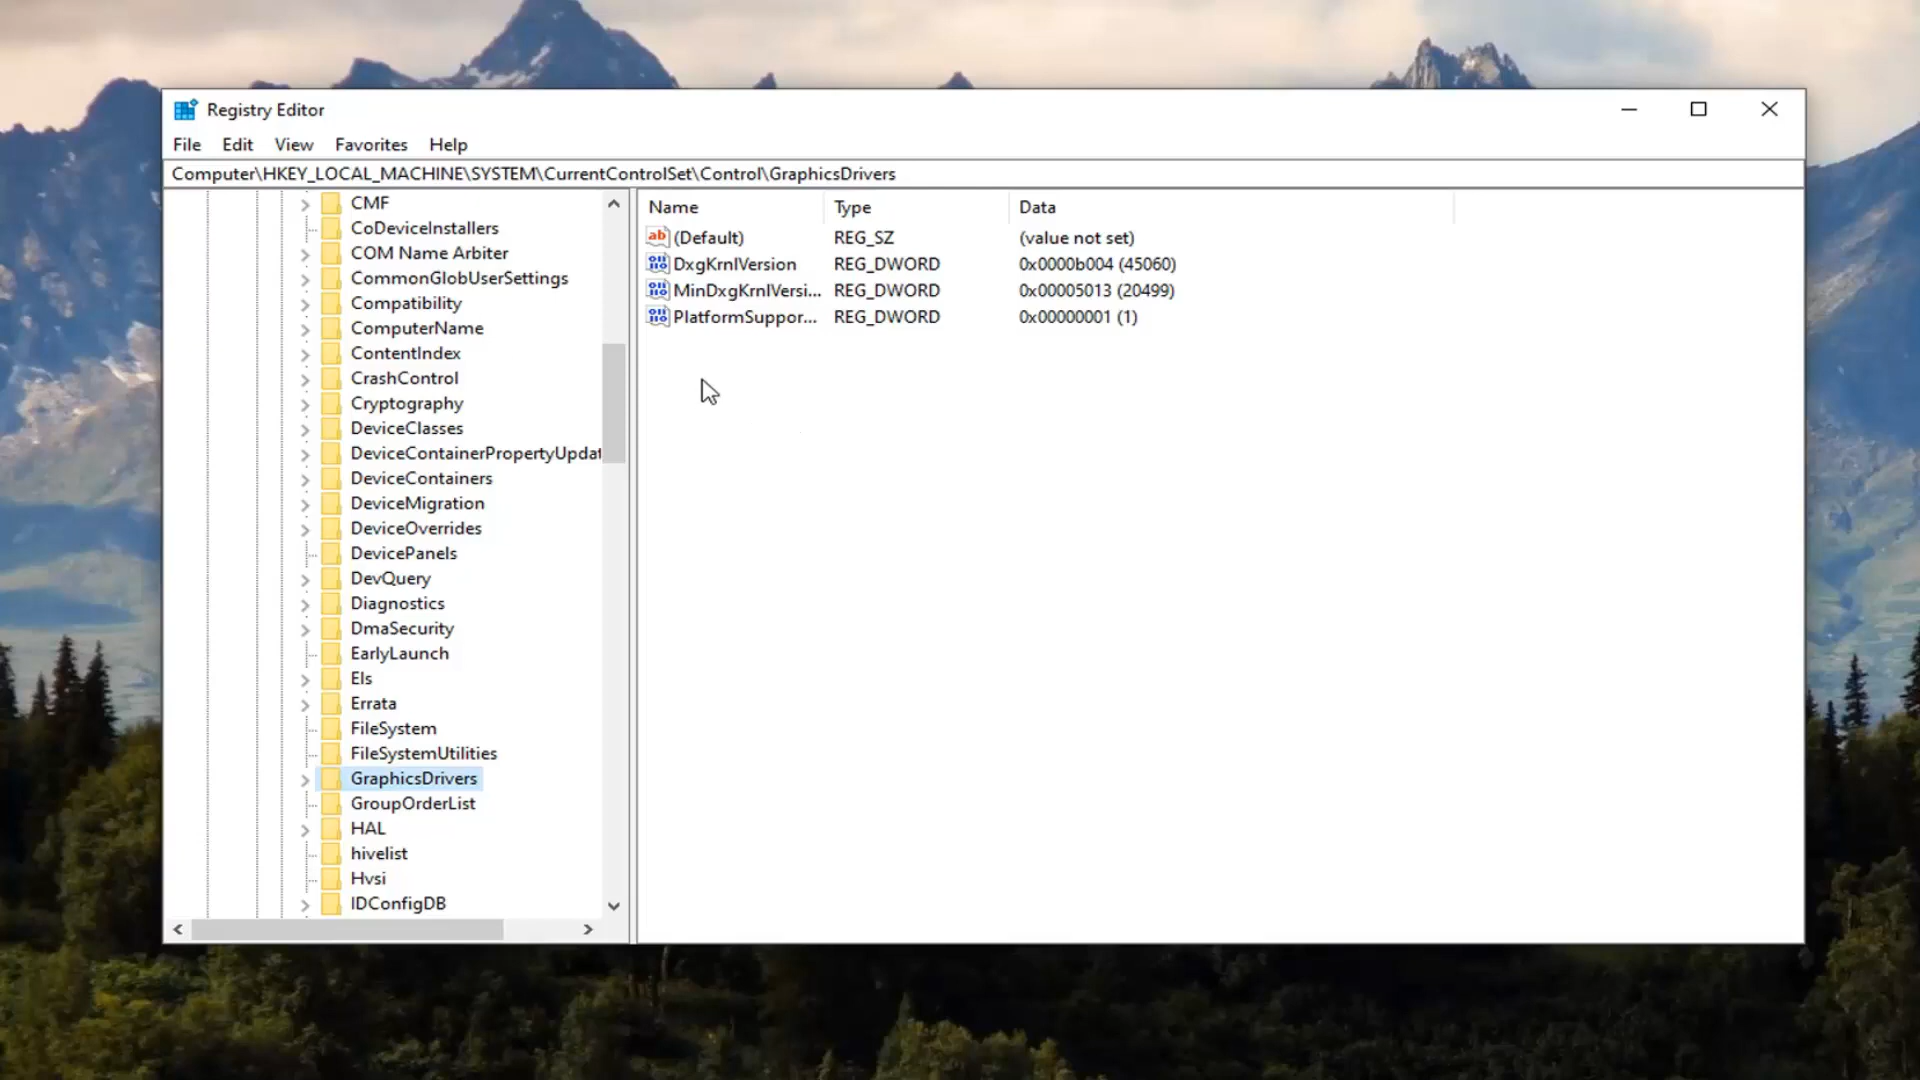 Registry Editor
File Edit View Favorites Help
Computer\HKEY_LOCAL_MACHINE\SYSTEM\CurrentControlSet\Control\GraphicsDrivers
CMF
CoDeviceInstallers
COM Name Arbiter
CommonGlobUserSettings
Compatibility
ComputerName
ContentIndex
CrashControl
Cryptography
DeviceClasses
DeviceContainerPropertyUpdat
DeviceContainers
DeviceMigration
DeviceOverrides
DevicePanels
DevQuery
Diagnostics
DmaSecurity
EarlyLaunch
Els
Errata
FileSystem
FileSystemUtilities
GraphicsDrivers
GroupOrderList
HAL
hivelist
Hvsi
IDConfigDB
Name Type Data
(Default) REG_SZ (value not set)
DxgKrnlVersion REG_DWORD 0x0000b004 (45060)
MinDxgKrnlVersi... REG_DWORD 0x00005013 (20499)
PlatformSuppor... REG_DWORD 0x00000001 (1)